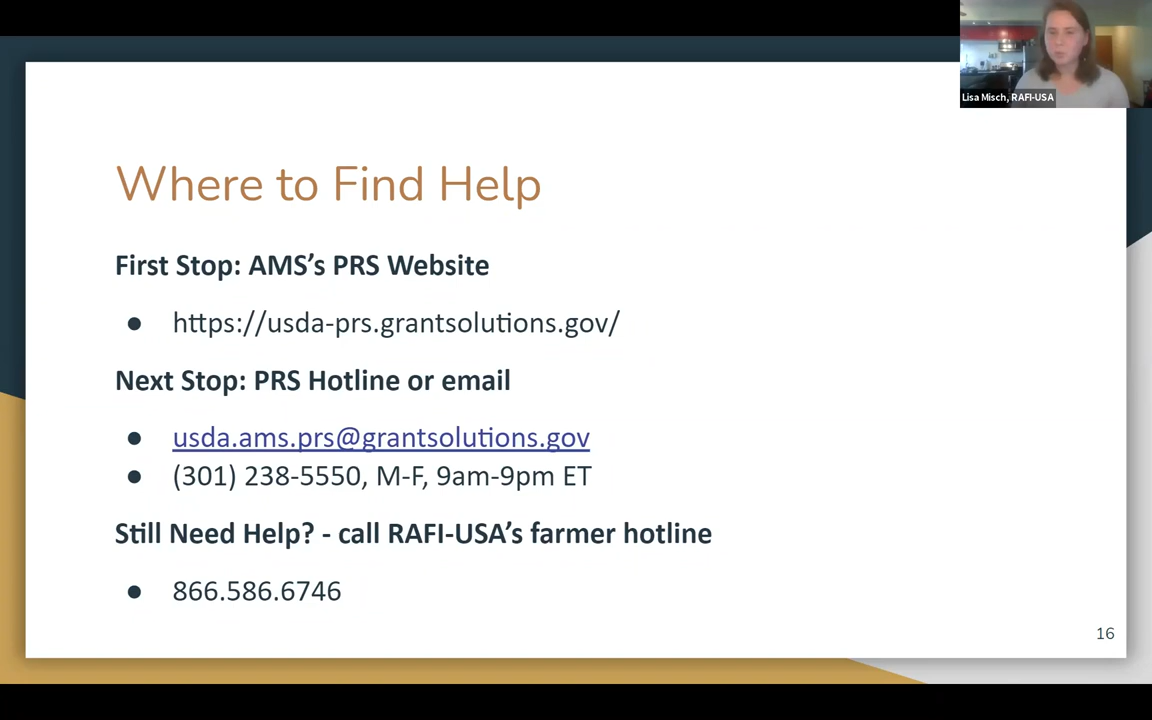 Lisa Misch, RAFI-USA
Where to Find Help
First Stop: AMS’s PRS Website
● https://usda-prs.grantsolutions.gov/
Next Stop: PRS Hotline or email
● usda.ams.prs@grantsolutions.gov
● (301) 238-5550, M-F, 9am-9pm ET
Still Need Help? - call RAFI-USA’s farmer hotline
● 866.586.6746
16